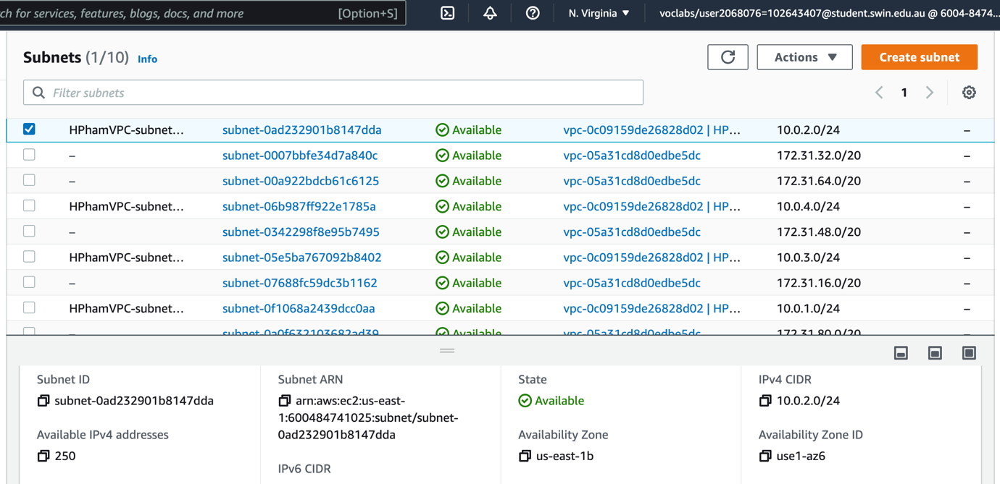 ch for services, features, blogs, docs, and more [Option+S] N. Virginia ▼ voclabs/user2068076=102643407@student.swin.edu.au @ 6004-8474...
Subnets (1/10) Info Actions ▼ Create subnet
Filter subnets 1
HPhamVPC-subnet... subnet-0ad232901b8147dda Available vpc-0c09159de26828d02 | HP... 10.0.2.0/24 –
– subnet-0007bbfe34d7a840c Available vpc-05a31cd8d0edbe5dc 172.31.32.0/20 –
– subnet-00a922bdcb61c6125 Available vpc-05a31cd8d0edbe5dc 172.31.64.0/20 –
HPhamVPC-subnet... subnet-06b987ff922e1785a Available vpc-0c09159de26828d02 | HP... 10.0.4.0/24 –
– subnet-0342298f8e95b7495 Available vpc-05a31cd8d0edbe5dc 172.31.48.0/20 –
HPhamVPC-subnet... subnet-05e5ba767092b8402 Available vpc-0c09159de26828d02 | HP... 10.0.3.0/24 –
– subnet-07688fc59dc3b1162 Available vpc-05a31cd8d0edbe5dc 172.31.16.0/20 –
HPhamVPC-subnet... subnet-0f1068a2439dcc0aa Available vpc-0c09159de26828d02 | HP... 10.0.1.0/24 –
– subnet-0a0f632103682ad39 Available vpc-05a31cd8d0edbe5dc 172.31.80.0/20 –
Subnet ID Subnet ARN State IPv4 CIDR
subnet-0ad232901b8147dda arn:aws:ec2:us-east- Available 10.0.2.0/24
1:600484741025:subnet/subnet-
Available IPv4 addresses 0ad232901b8147dda Availability Zone Availability Zone ID
250 us-east-1b use1-az6
IPv6 CIDR